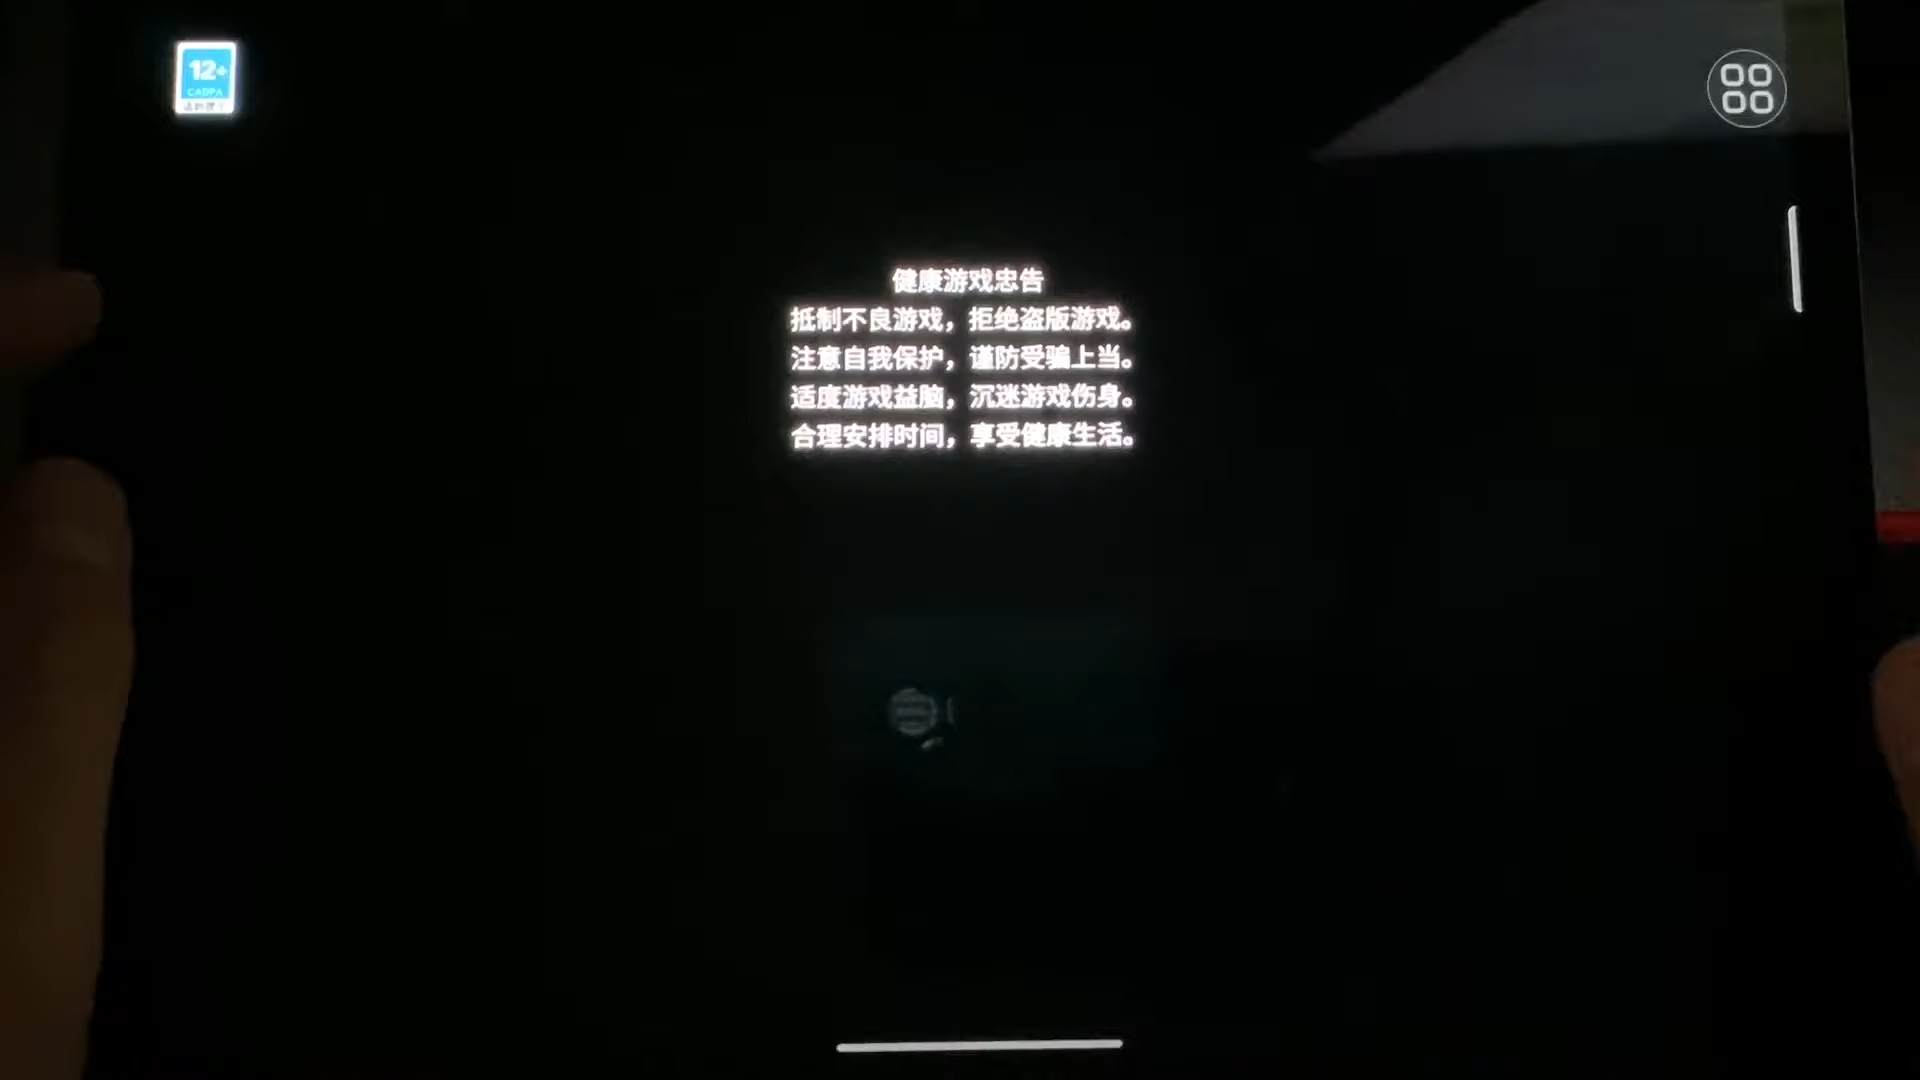 12+
CADPA
健康游戏忠告
抵制不良游戏，拒绝盗版游戏。
注意自我保护，谨防受骗上当。
适度游戏益脑，沉迷游戏伤身。
合理安排时间，享受健康生活。